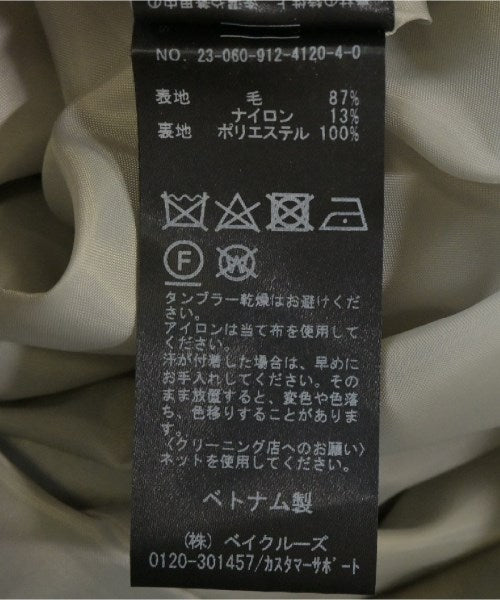 NO. 23-060-912-4120-4-0
表地 毛 87%
ナイロン 13%
裏地 ポリエステル 100%
F W
タンブラー乾燥はお避けくだ
さい。
アイロンは当て布を使用して
ください。
汗が付着した場合は、早めに
お手入れしてください。その
まま放置すると、変色や色落
ち、色移りすることがありま
す。
〈クリーニング店へのお願い〉
ネットを使用してください。
ベトナム製
(株) ベイクルーズ
0120-301457/カスタマーサポート